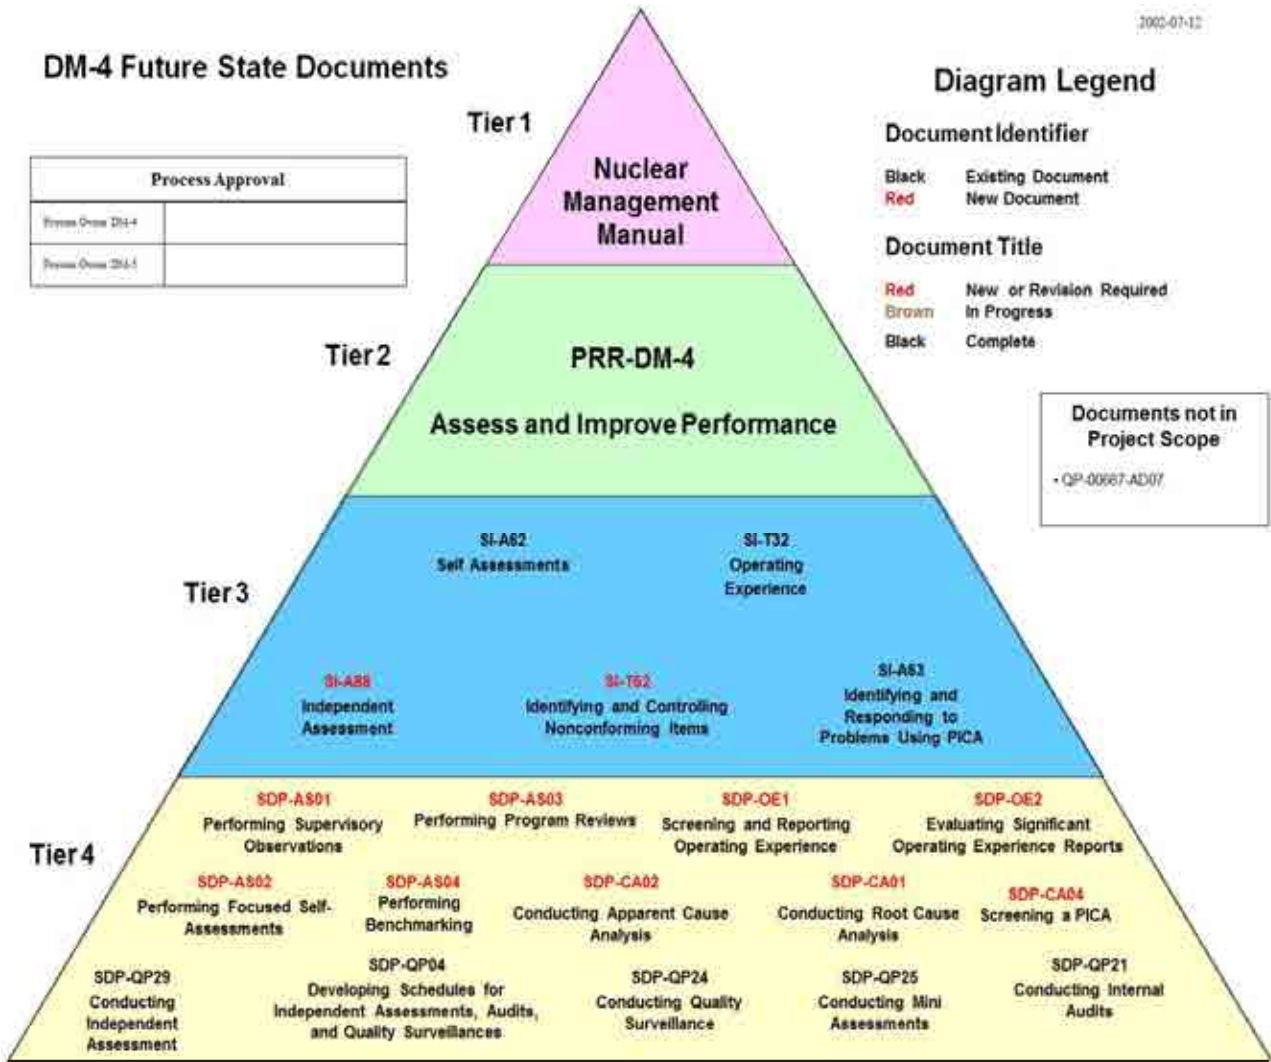 2002-07-12
DM-4 Future State Documents
Process Approval
Process Owner DM-4
Process Owner DM-5
Diagram Legend
Document Identifier
Black Existing Document
Red New Document
Document Title
Red New or Revision Required
Brown In Progress
Black Complete
Documents not in
Project Scope
• QP-00667-AD07
Tier 1
Nuclear
Management
Manual
Tier 2
PRR-DM-4
Assess and Improve Performance
Tier 3
SI-A62
Self Assessments
SI-T32
Operating
Experience
SI-A88
Independent
Assessment
SI-T62
Identifying and Controlling
Nonconforming Items
SI-A63
Identifying and
Responding to
Problems Using PICA
Tier 4
SDP-AS01
Performing Supervisory
Observations
SDP-AS03
Performing Program Reviews
SDP-OE1
Screening and Reporting
Operating Experience
SDP-OE2
Evaluating Significant
Operating Experience Reports
SDP-AS02
Performing Focused Self-
Assessments
SDP-AS04
Performing
Benchmarking
SDP-CA02
Conducting Apparent Cause
Analysis
SDP-CA01
Conducting Root Cause
Analysis
SDP-CA04
Screening a PICA
SDP-QP29
Conducting
Independent
Assessment
SDP-QP04
Developing Schedules for
Independent Assessments, Audits,
and Quality Surveillances
SDP-QP24
Conducting Quality
Surveillance
SDP-QP25
Conducting Mini
Assessments
SDP-QP21
Conducting Internal
Audits